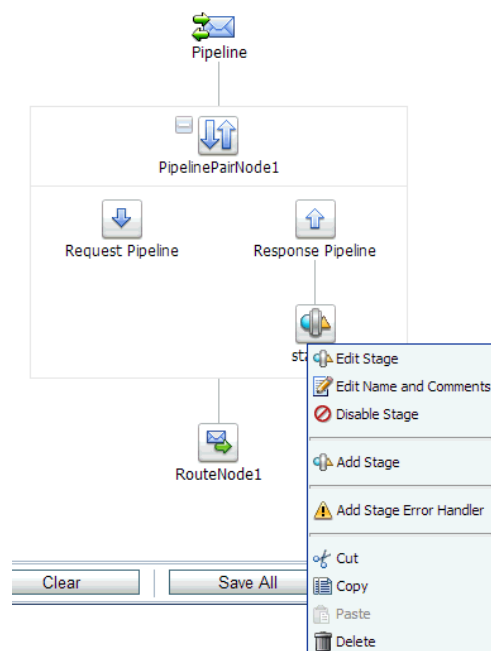 Pipeline
PipelinePairNode1
Request Pipeline
Response Pipeline
Edit Stage
Edit Name and Comments
Disable Stage
Add Stage
RouteNode1
Add Stage Error Handler
Cut
Clear
Save All
Copy
Paste
Delete